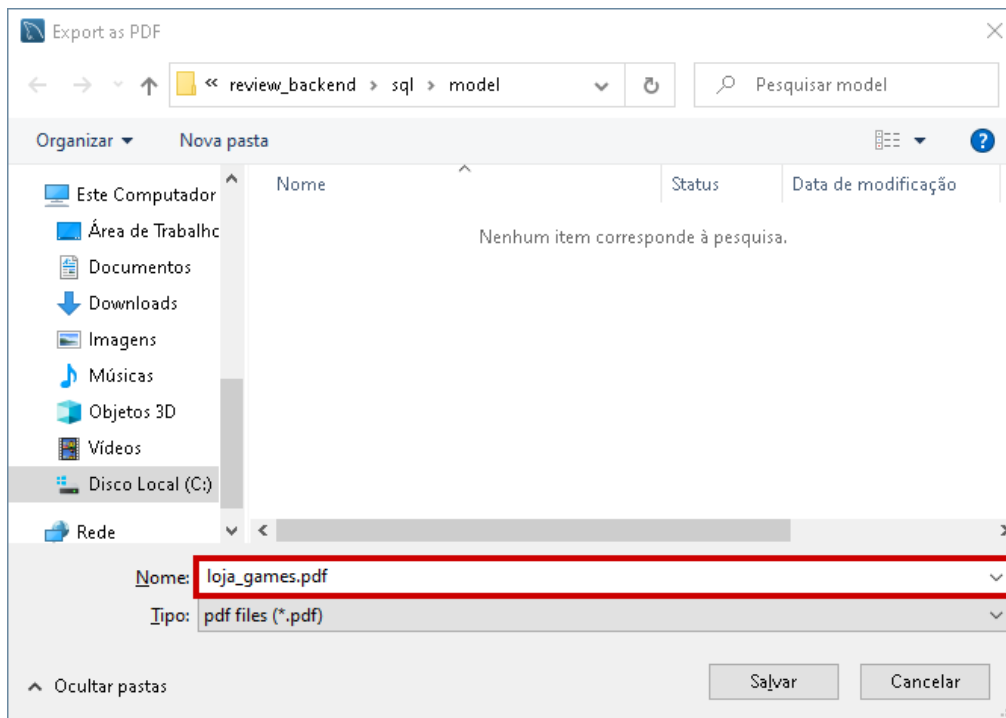 Export as PDF
« review_backend › sql › model
Pesquisar model
Organizar
Nova pasta
?
Este Computador
Nome
Status
Data de modificação
Área de Trabalhc
Nenhum item corresponde à pesquisa.
Documentos
Downloads
Imagens
Músicas
Objetos 3D
Vídeos
Disco Local (C:)
Rede
Nome: loja_games.pdf
Tipo: pdf files (*.pdf)
Ocultar pastas
Salvar
Cancelar